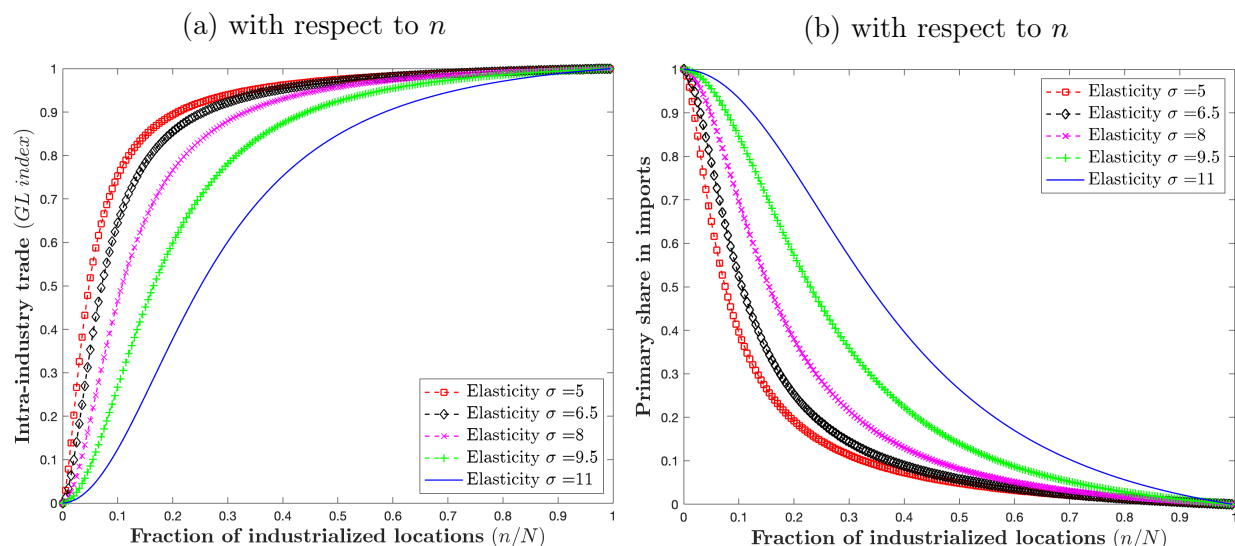 (a) with respect to n
Intra-industry trade (GL index)
1
0.9
0.8
0.7
0.6
0.5
0.4
0.3
0.2
0.1
0
Elasticity σ =5
Elasticity σ =6.5
Elasticity σ =8
Elasticity σ =9.5
Elasticity σ =11
0 0.1 0.2 0.3 0.4 0.5 0.6 0.7 0.8 0.9 1
Fraction of industrialized locations (n/N)
(b) with respect to n
Primary share in imports
1
0.9
0.8
0.7
0.6
0.5
0.4
0.3
0.2
0.1
0
Elasticity σ =5
Elasticity σ =6.5
Elasticity σ =8
Elasticity σ =9.5
Elasticity σ =11
0 0.1 0.2 0.3 0.4 0.5 0.6 0.7 0.8 0.9 1
Fraction of industrialized locations (n/N)